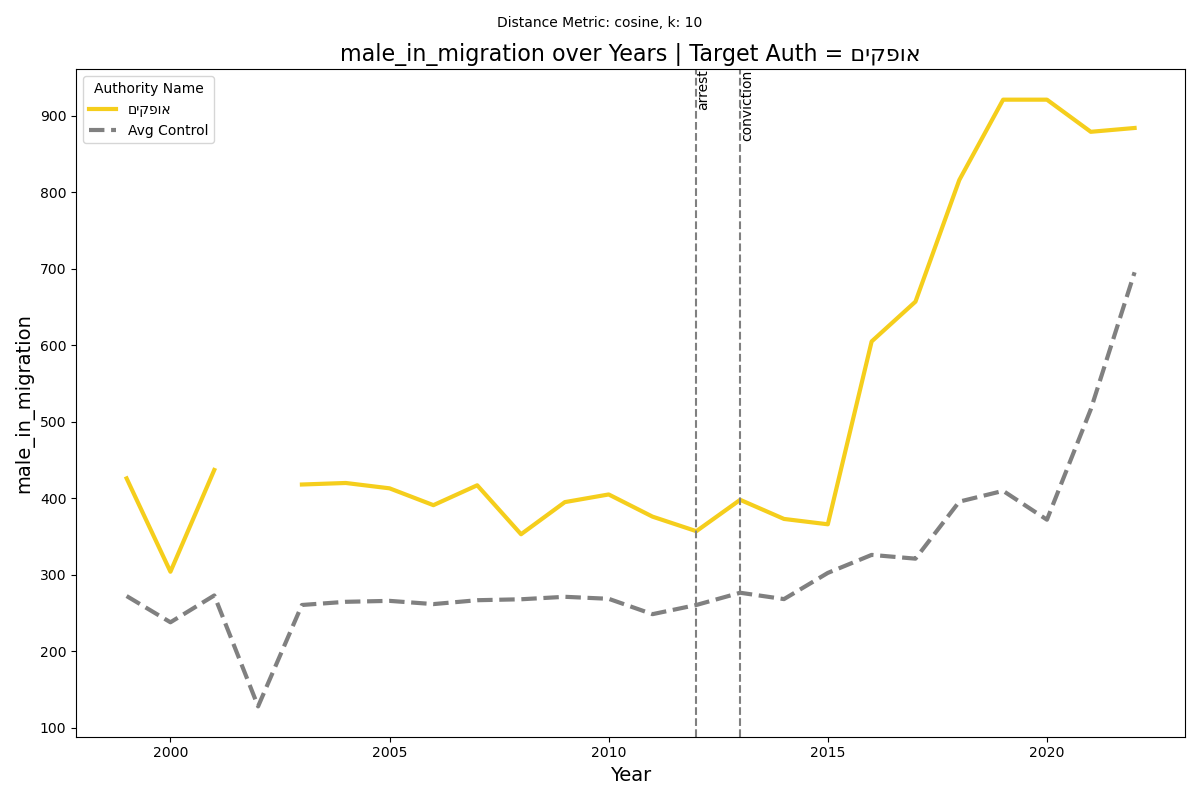 Distance Metric: cosine, k: 10
male_in_migration over Years | Target Auth = אופקים
Authority Name
אופקים
Avg Control
arrest
conviction
900
800
700
600
500
400
300
200
100
male_in_migration
2000
2005
2010
2015
2020
Year